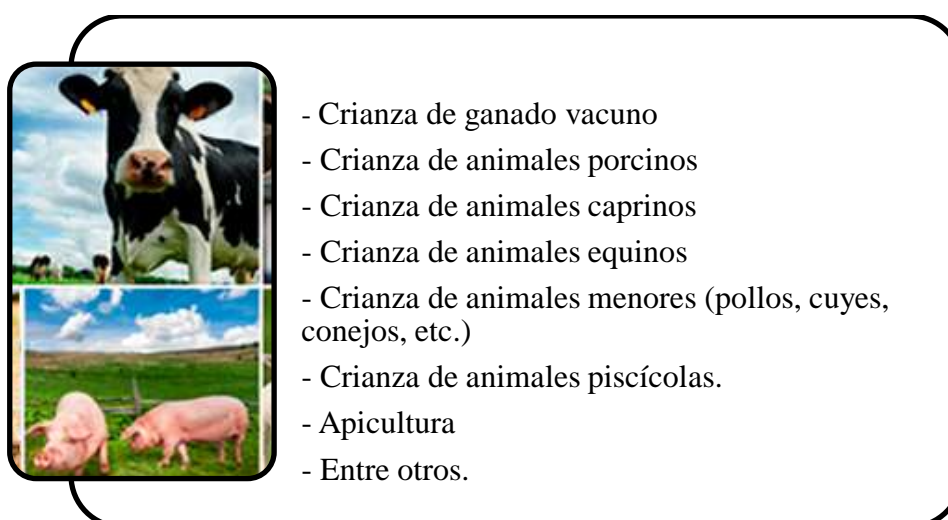 - Crianza de ganado vacuno
- Crianza de animales porcinos
- Crianza de animales caprinos
- Crianza de animales equinos
- Crianza de animales menores (pollos, cuyes,
conejos, etc.)
- Crianza de animales piscícolas.
- Apicultura
- Entre otros.